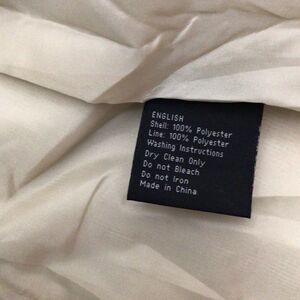 ENGLISH
Shell: 100% Polyester
Line: 100% Polyester
Washing Instructions
Dry Clean Only
Do not Bleach
Do not Iron
Made in China